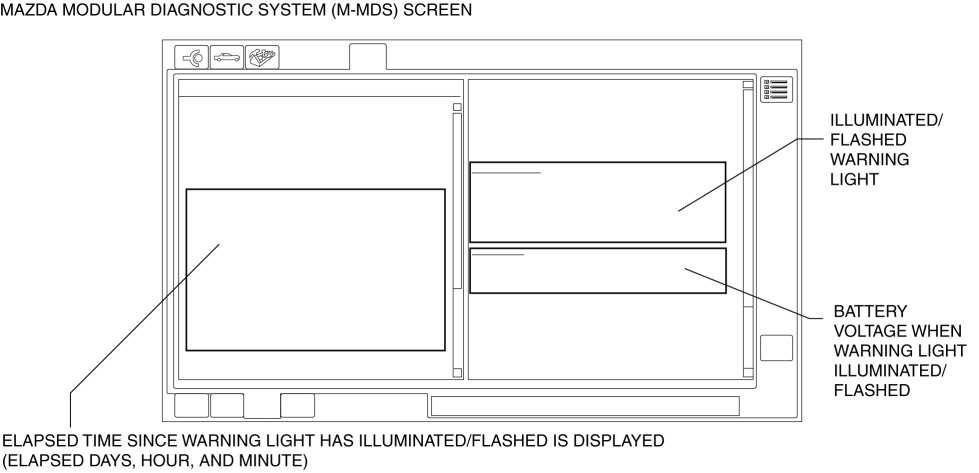 MAZDA MODULAR DIAGNOSTIC SYSTEM (M-MDS) SCREEN
ILLUMINATED/
FLASHED
WARNING
LIGHT
BATTERY
VOLTAGE WHEN
WARNING LIGHT
ILLUMINATED/
FLASHED
ELAPSED TIME SINCE WARNING LIGHT HAS ILLUMINATED/FLASHED IS DISPLAYED
(ELAPSED DAYS, HOUR, AND MINUTE)